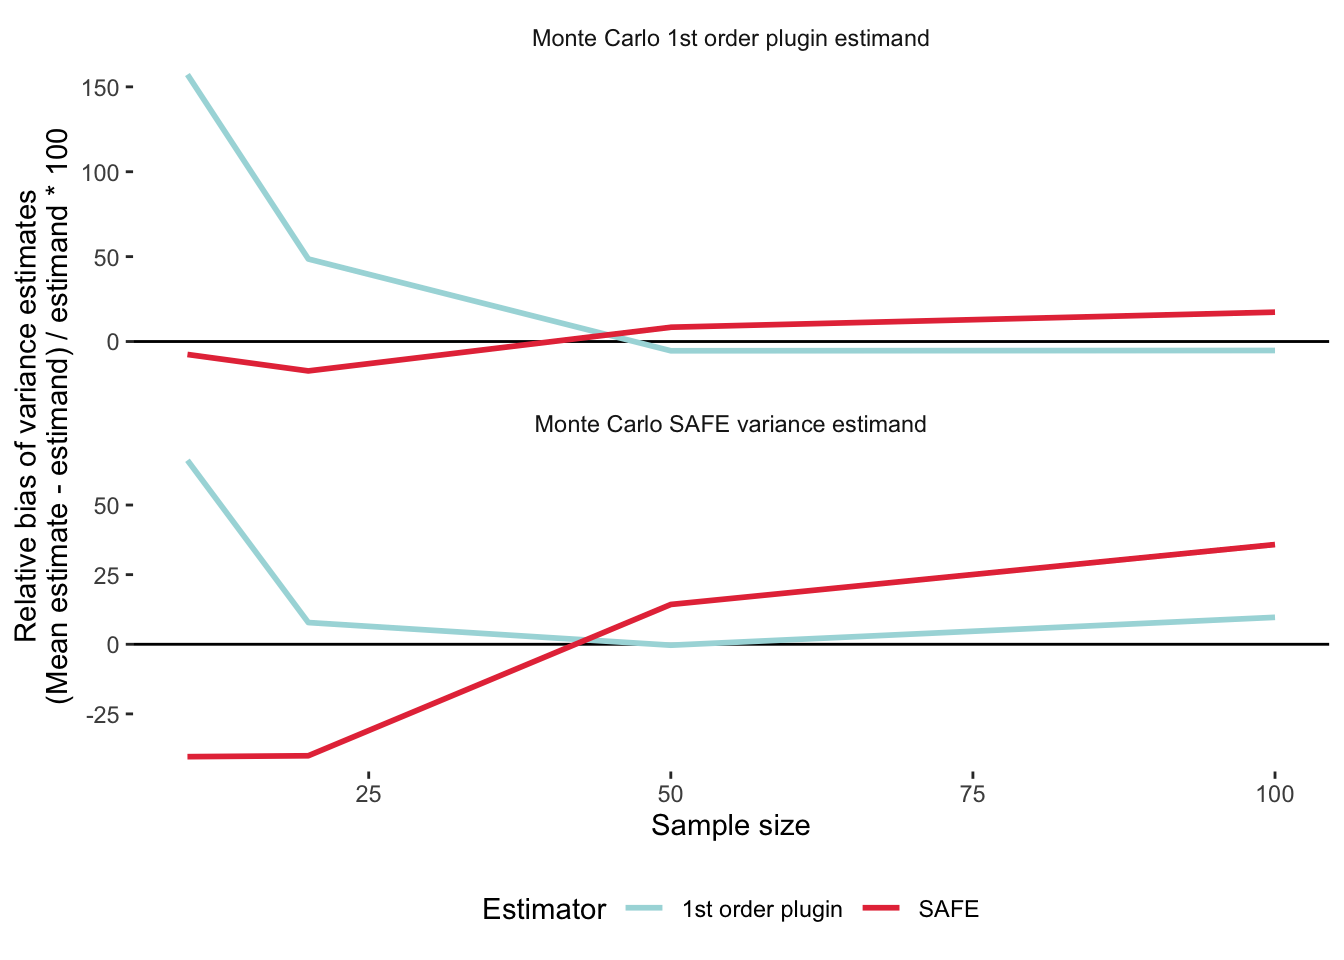 Monte Carlo 1st order plugin estimand
150
100
50
0
Relative bias of variance estimates
(Mean estimate - estimand) / estimand * 100
Monte Carlo SAFE variance estimand
50
25
0
-25
25 50 75 100
Sample size
Estimator 1st order plugin SAFE